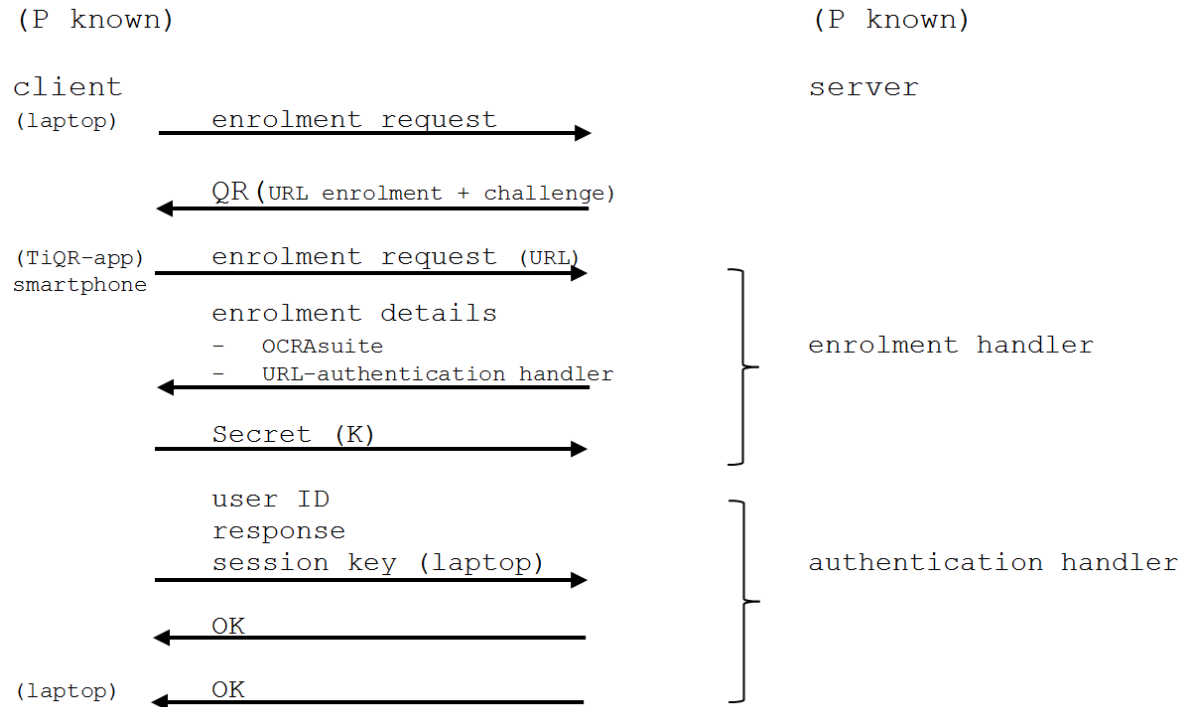 (P known) (P known)
client server
(laptop) enrolment request
QR(URL enrolment + challenge)
(TiQR-app) enrolment request (URL)
smartphone
enrolment details
- OCRAsuite enrolment handler
- URL-authentication handler
Secret (K)
user ID
response
session key (laptop) authentication handler
OK
(laptop) OK